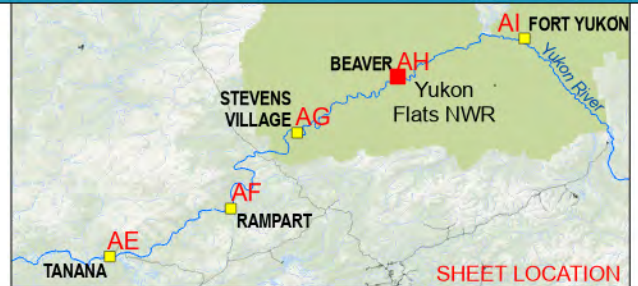 AI FORT YUKON
BEAVER AH
Yukon River
Yukon
Flats NWR
STEVENS
VILLAGE
AG
AF
RAMPART
AE
TANANA
SHEET LOCATION